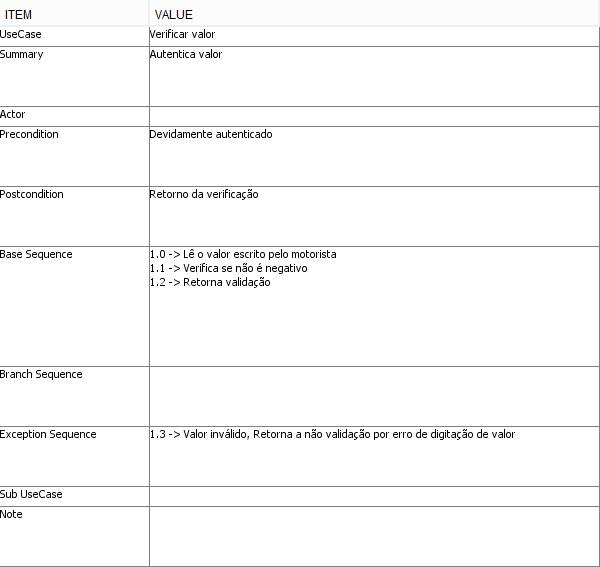 ITEM VALUE
UseCase Verificar valor
Summary Autentica valor
Actor
Precondition Devidamente autenticado
Postcondition Retorno da verificação
Base Sequence 1.0 -> Lê o valor escrito pelo motorista
1.1 -> Verifica se não é negativo
1.2 -> Retorna validação
Branch Sequence
Exception Sequence 1.3 -> Valor inválido, Retorna a não validação por erro de digitação de valor
Sub UseCase
Note